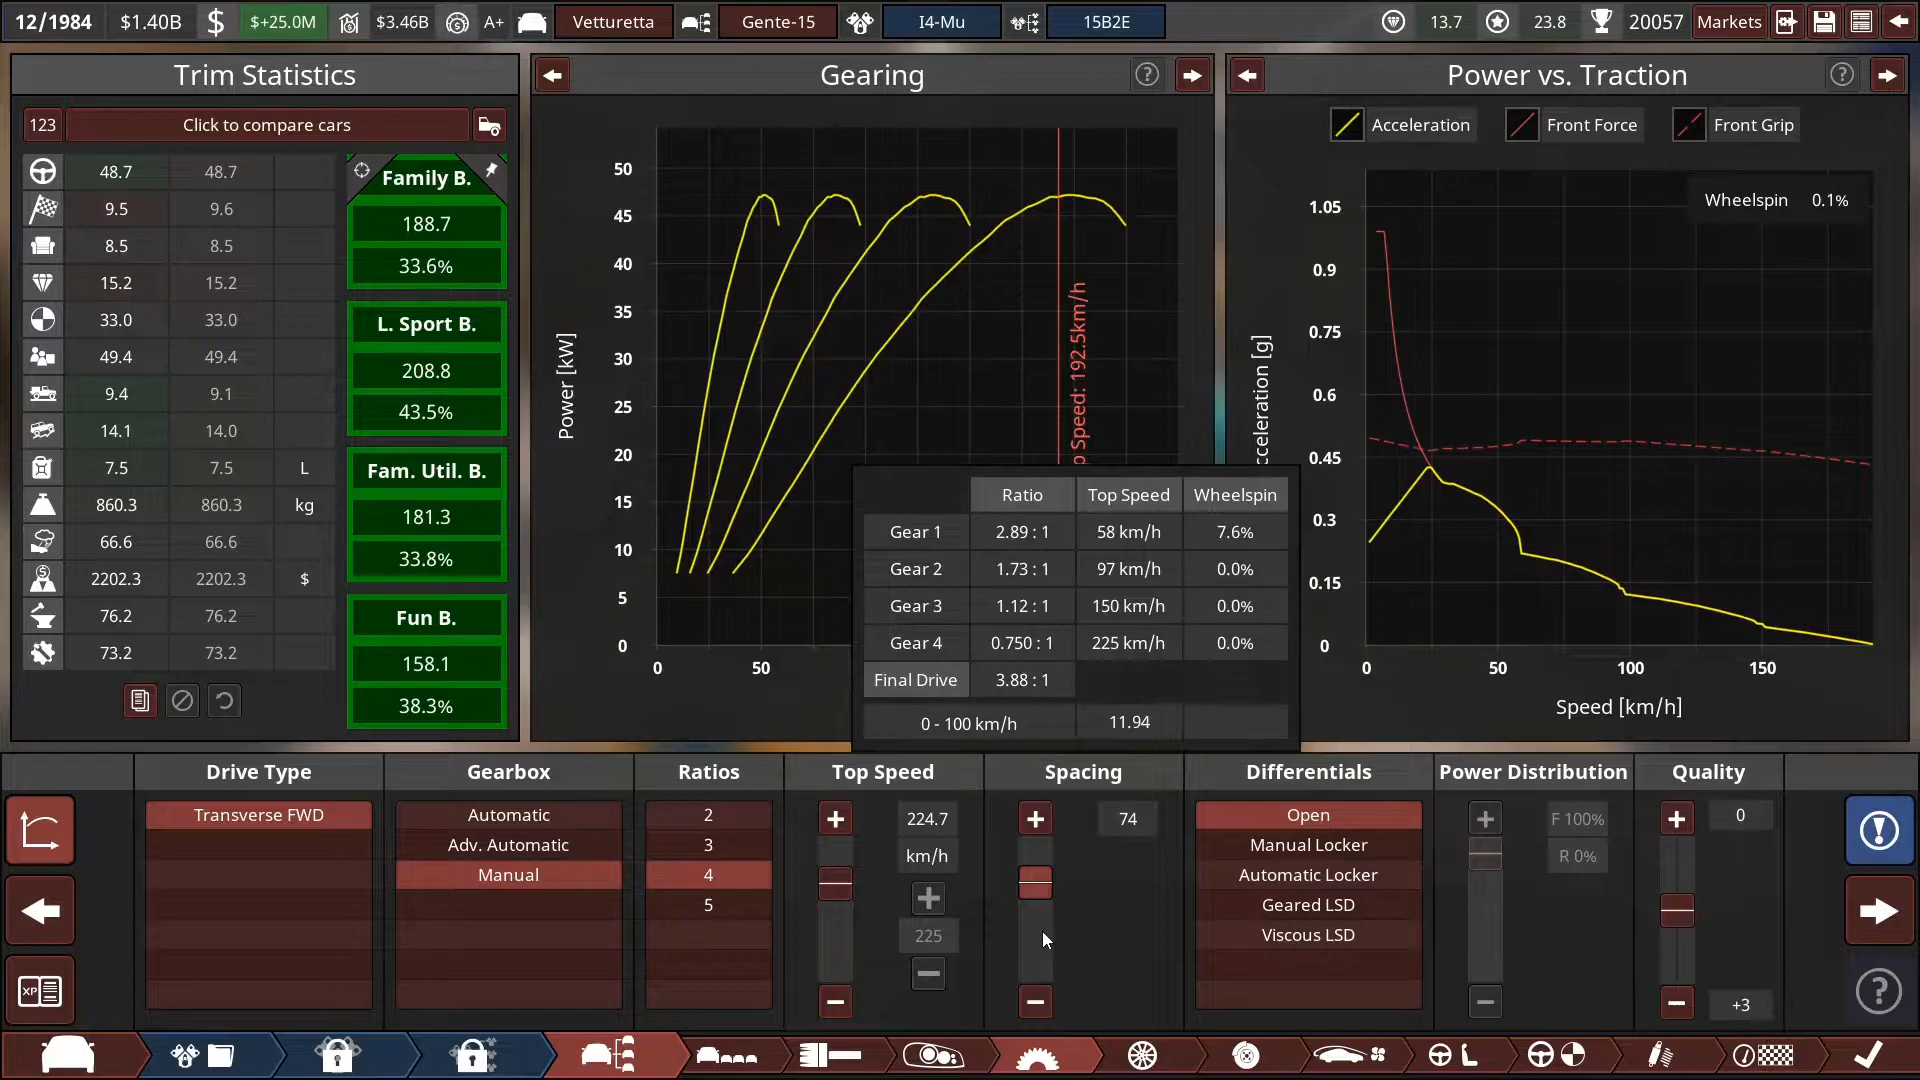 12/1984 $1.40B $+25.0M $3.46B A+ Vetturetta Gente-15 I4-Mu 15B2E 13.7 23.8 20057 Markets
Trim Statistics
123 Click to compare cars
48.7 48.7
9.5 9.6
8.5 8.5
15.2 15.2
33.0 33.0
49.4 49.4
9.4 9.1
14.1 14.0
7.5 7.5 L
860.3 860.3 kg
66.6 66.6
2202.3 2202.3 $
76.2 76.2
73.2 73.2
Family B.
188.7
33.6%
L. Sport B.
208.8
43.5%
Fam. Util. B.
181.3
33.8%
Fun B.
158.1
38.3%
Gearing ?
Power [kW]
50
45
40
35
30
25
20
15
10
5
0
0 50
p Speed: 192.5km/h
Ratio Top Speed Wheelspin
Gear 1 2.89 : 1 58 km/h 7.6%
Gear 2 1.73 : 1 97 km/h 0.0%
Gear 3 1.12 : 1 150 km/h 0.0%
Gear 4 0.750 : 1 225 km/h 0.0%
Final Drive 3.88 : 1
0 - 100 km/h 11.94
Power vs. Traction ?
Acceleration Front Force Front Grip
Wheelspin 0.1%
cceleration [g]
1.05
0.9
0.75
0.6
0.45
0.3
0.15
0
0 50 100 150
Speed [km/h]
Drive Type
Transverse FWD
Gearbox
Automatic
Adv. Automatic
Manual
Ratios
2
3
4
5
Top Speed
+ 224.7
km/h
+
225
−
−
Spacing
+ 74
−
Differentials
Open
Manual Locker
Automatic Locker
Geared LSD
Viscous LSD
Power Distribution
+ F 100%
R 0%
−
Quality
+ 0
− +3
XP
?